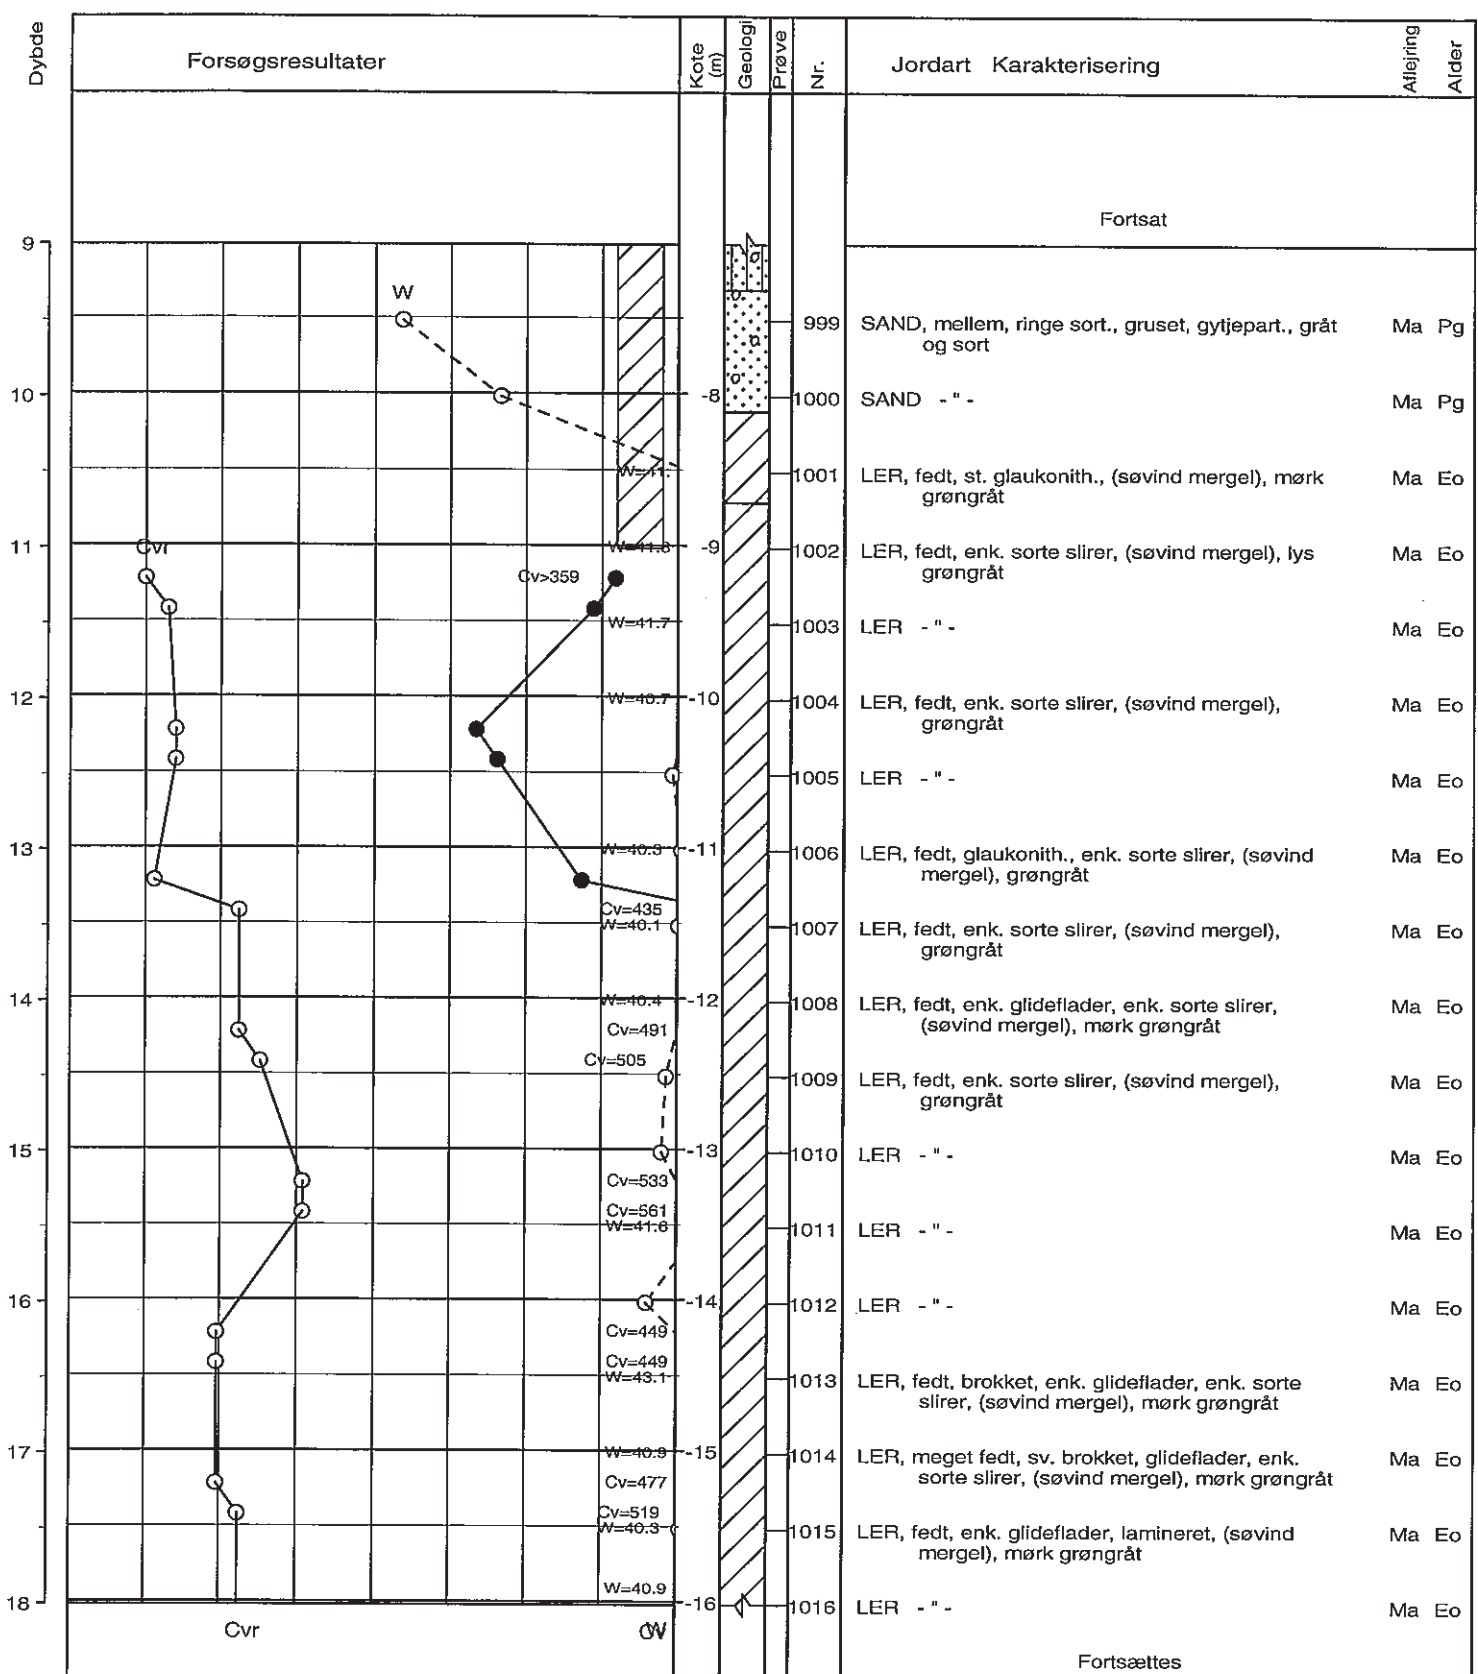 Dybde
Forsøgsresultater
Kote (m)
Geologi
Prøve
Nr.
Jordart Karakterisering
Aflejring
Alder
Fortsat
9
W
999 SAND, mellem, ringe sort., gruset, gytjepart., gråt Ma Pg
og sort
10 -8 1000 SAND - " - Ma Pg
W=41. 1001 LER, fedt, st. glaukonith., (søvind mergel), mørk Ma Eo
grøngråt
11 Cvr -9 1002 LER, fedt, enk. sorte slirer, (søvind mergel), lys Ma Eo
grøngråt
Cv>359
W=41.7 1003 LER - " - Ma Eo
12 W=40.7 -10 1004 LER, fedt, enk. sorte slirer, (søvind mergel), Ma Eo
grøngråt
1005 LER - " - Ma Eo
13 W=40.3 -11 1006 LER, fedt, glaukonith., enk. sorte slirer, (søvind Ma Eo
mergel), grøngråt
Cv=435
W=40.1 1007 LER, fedt, enk. sorte slirer, (søvind mergel), Ma Eo
grøngråt
14 W=40.4 -12 1008 LER, fedt, enk. glideflader, enk. sorte slirer, Ma Eo
(søvind mergel), mørk grøngråt
Cv=491
Cv=505
1009 LER, fedt, enk. sorte slirer, (søvind mergel), Ma Eo
grøngråt
15 -13 1010 LER - " - Ma Eo
Cv=533
Cv=561
W=41.6 1011 LER - " - Ma Eo
16 -14 1012 LER - " - Ma Eo
Cv=449
Cv=449
W=43.1 1013 LER, fedt, brokket, enk. glideflader, enk. sorte Ma Eo
slirer, (søvind mergel), mørk grøngråt
17 W=40.9 -15 1014 LER, meget fedt, sv. brokket, glideflader, enk. Ma Eo
sorte slirer, (søvind mergel), mørk grøngråt
Cv=477
Cv=519
W=40.3 1015 LER, fedt, enk. glideflader, lamineret, (søvind Ma Eo
mergel), mørk grøngråt
W=40.9
18 -16 1016 LER - " - Ma Eo
Cvr
W
Fortsættes